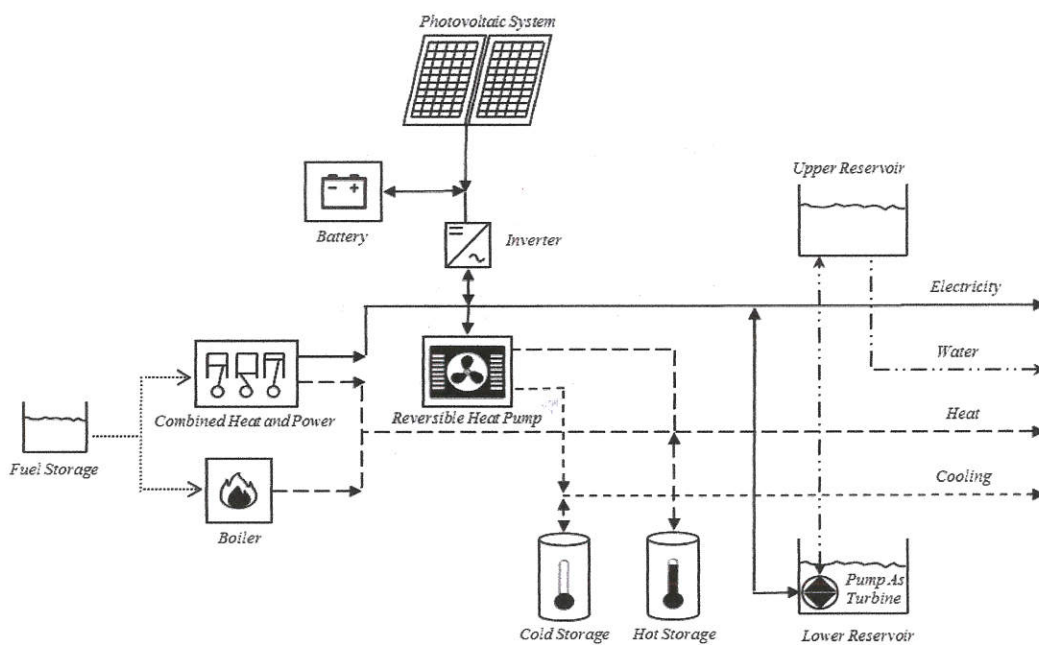 Photovoltaic System
Upper Reservoir
Battery
Inverter
Electricity
Water
Combined Heat and Power
Reversible Heat Pump
Heat
Fuel Storage
Cooling
Boiler
Pump As
Turbine
Cold Storage
Hot Storage
Lower Reservoir